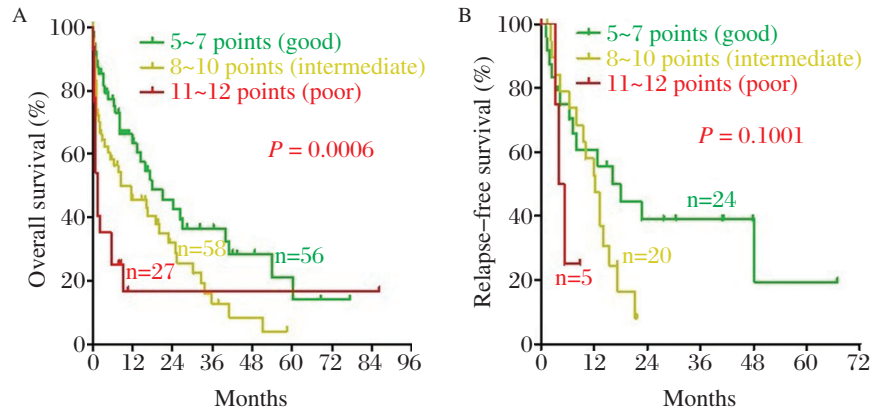 A
5~7 points (good)
8~10 points (intermediate)
11~12 points (poor)
P = 0.0006
Overall survival (%)
100
80
60
40
20
0
n=58
n=56
n=27
0 12 24 36 48 60 72 84 96
Months
B
5~7 points (good)
8~10 points (intermediate)
11~12 points (poor)
P = 0.1001
Relapse-free survival (%)
100
80
60
40
20
0
n=24
n=20
n=5
0 12 24 36 48 60 72
Months